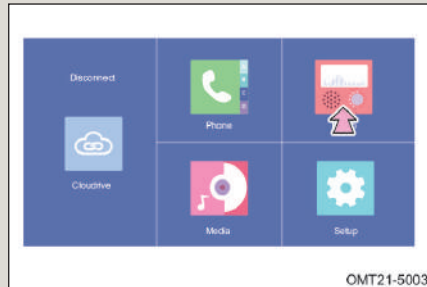 Disconnect
Phone
Cloudrive
Media
Setup
OMT21-5003